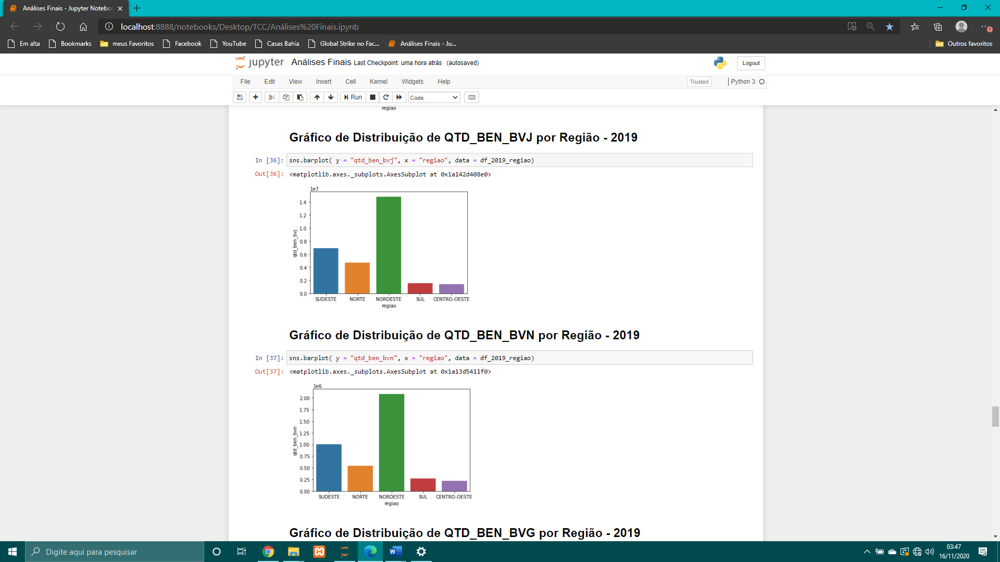 Análises Finais - Jupyter Notebo
localhost:8888/notebooks/Desktop/TCC/Análises%20Finais.ipynb
Em alta Bookmarks meus Favoritos Facebook YouTube Casas Bahia Global Strike no Fac... Análises Finais - Ju... Outros favoritos
jupyter Análises Finais Last Checkpoint: uma hora atrás (autosaved) Logout
File Edit View Insert Cell Kernel Widgets Help Trusted Python 3
Run Code
regiao
Gráfico de Distribuição de QTD_BEN_BVJ por Região - 2019
In [36]: sns.barplot( y = "qtd_ben_bvj", x = "regiao", data = df_2019_regiao)
Out[36]: <matplotlib.axes._subplots.AxesSubplot at 0x1a142d408e0>
1e7
1.4
1.2
1.0
0.8
0.6
0.4
0.2
0.0
qtd_ben_bvj
SUDESTE NORTE NORDESTE SUL CENTRO-OESTE
regiao
Gráfico de Distribuição de QTD_BEN_BVN por Região - 2019
In [37]: sns.barplot( y = "qtd_ben_bvn", x = "regiao", data = df_2019_regiao)
Out[37]: <matplotlib.axes._subplots.AxesSubplot at 0x1a13d5411f0>
1e6
2.00
1.75
1.50
1.25
1.00
0.75
0.50
0.25
0.00
qtd_ben_bvn
SUDESTE NORTE NORDESTE SUL CENTRO-OESTE
regiao
Gráfico de Distribuição de QTD_BEN_BVG por Região - 2019
Digite aqui para pesquisar
03:47
16/11/2020